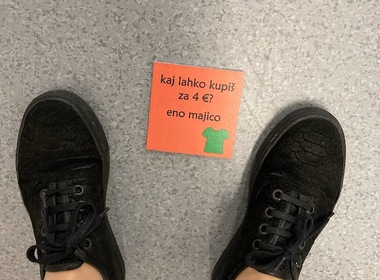 kaj lahko kupiš
za 4 €?
eno majico